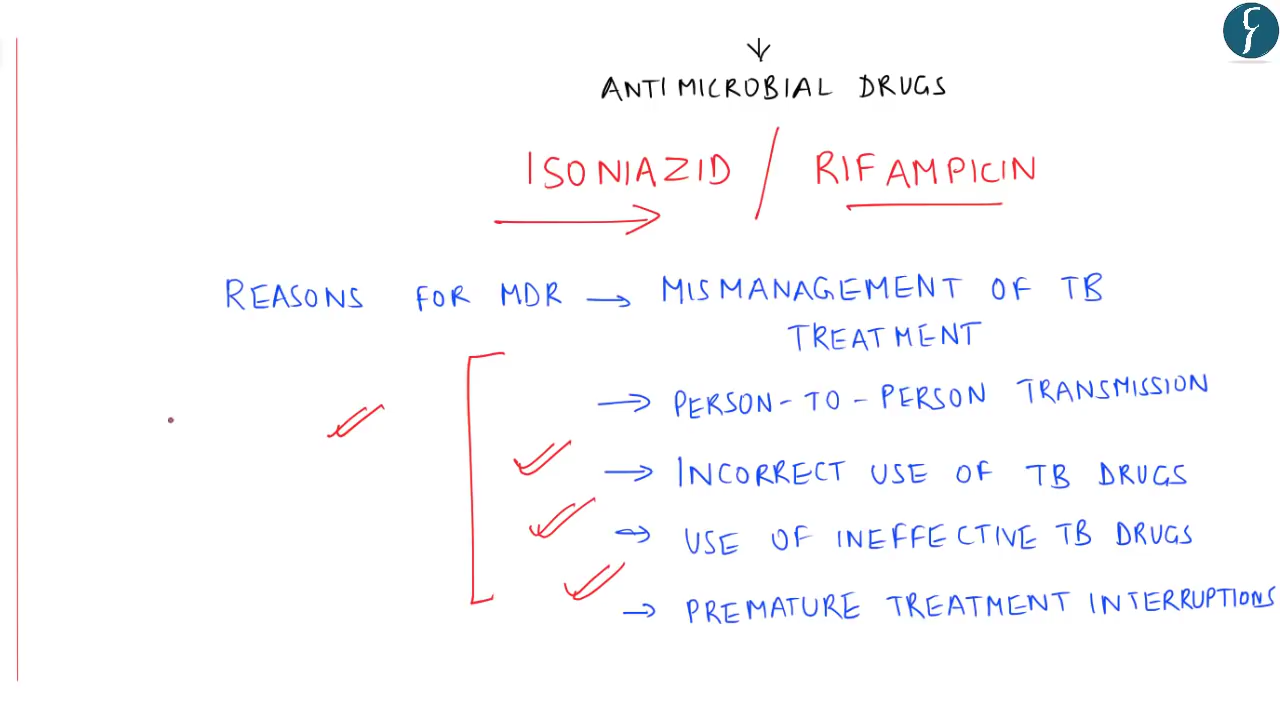 ↓
ANTIMICROBIAL DRUGS
ISONIAZID / RIFAMPICIN
REASONS FOR MDR → MISMANAGEMENT OF TB
TREATMENT
→ PERSON-TO-PERSON TRANSMISSION
→ INCORRECT USE OF TB DRUGS
→ USE OF INEFFECTIVE TB DRUGS
→ PREMATURE TREATMENT INTERRUPTIONS